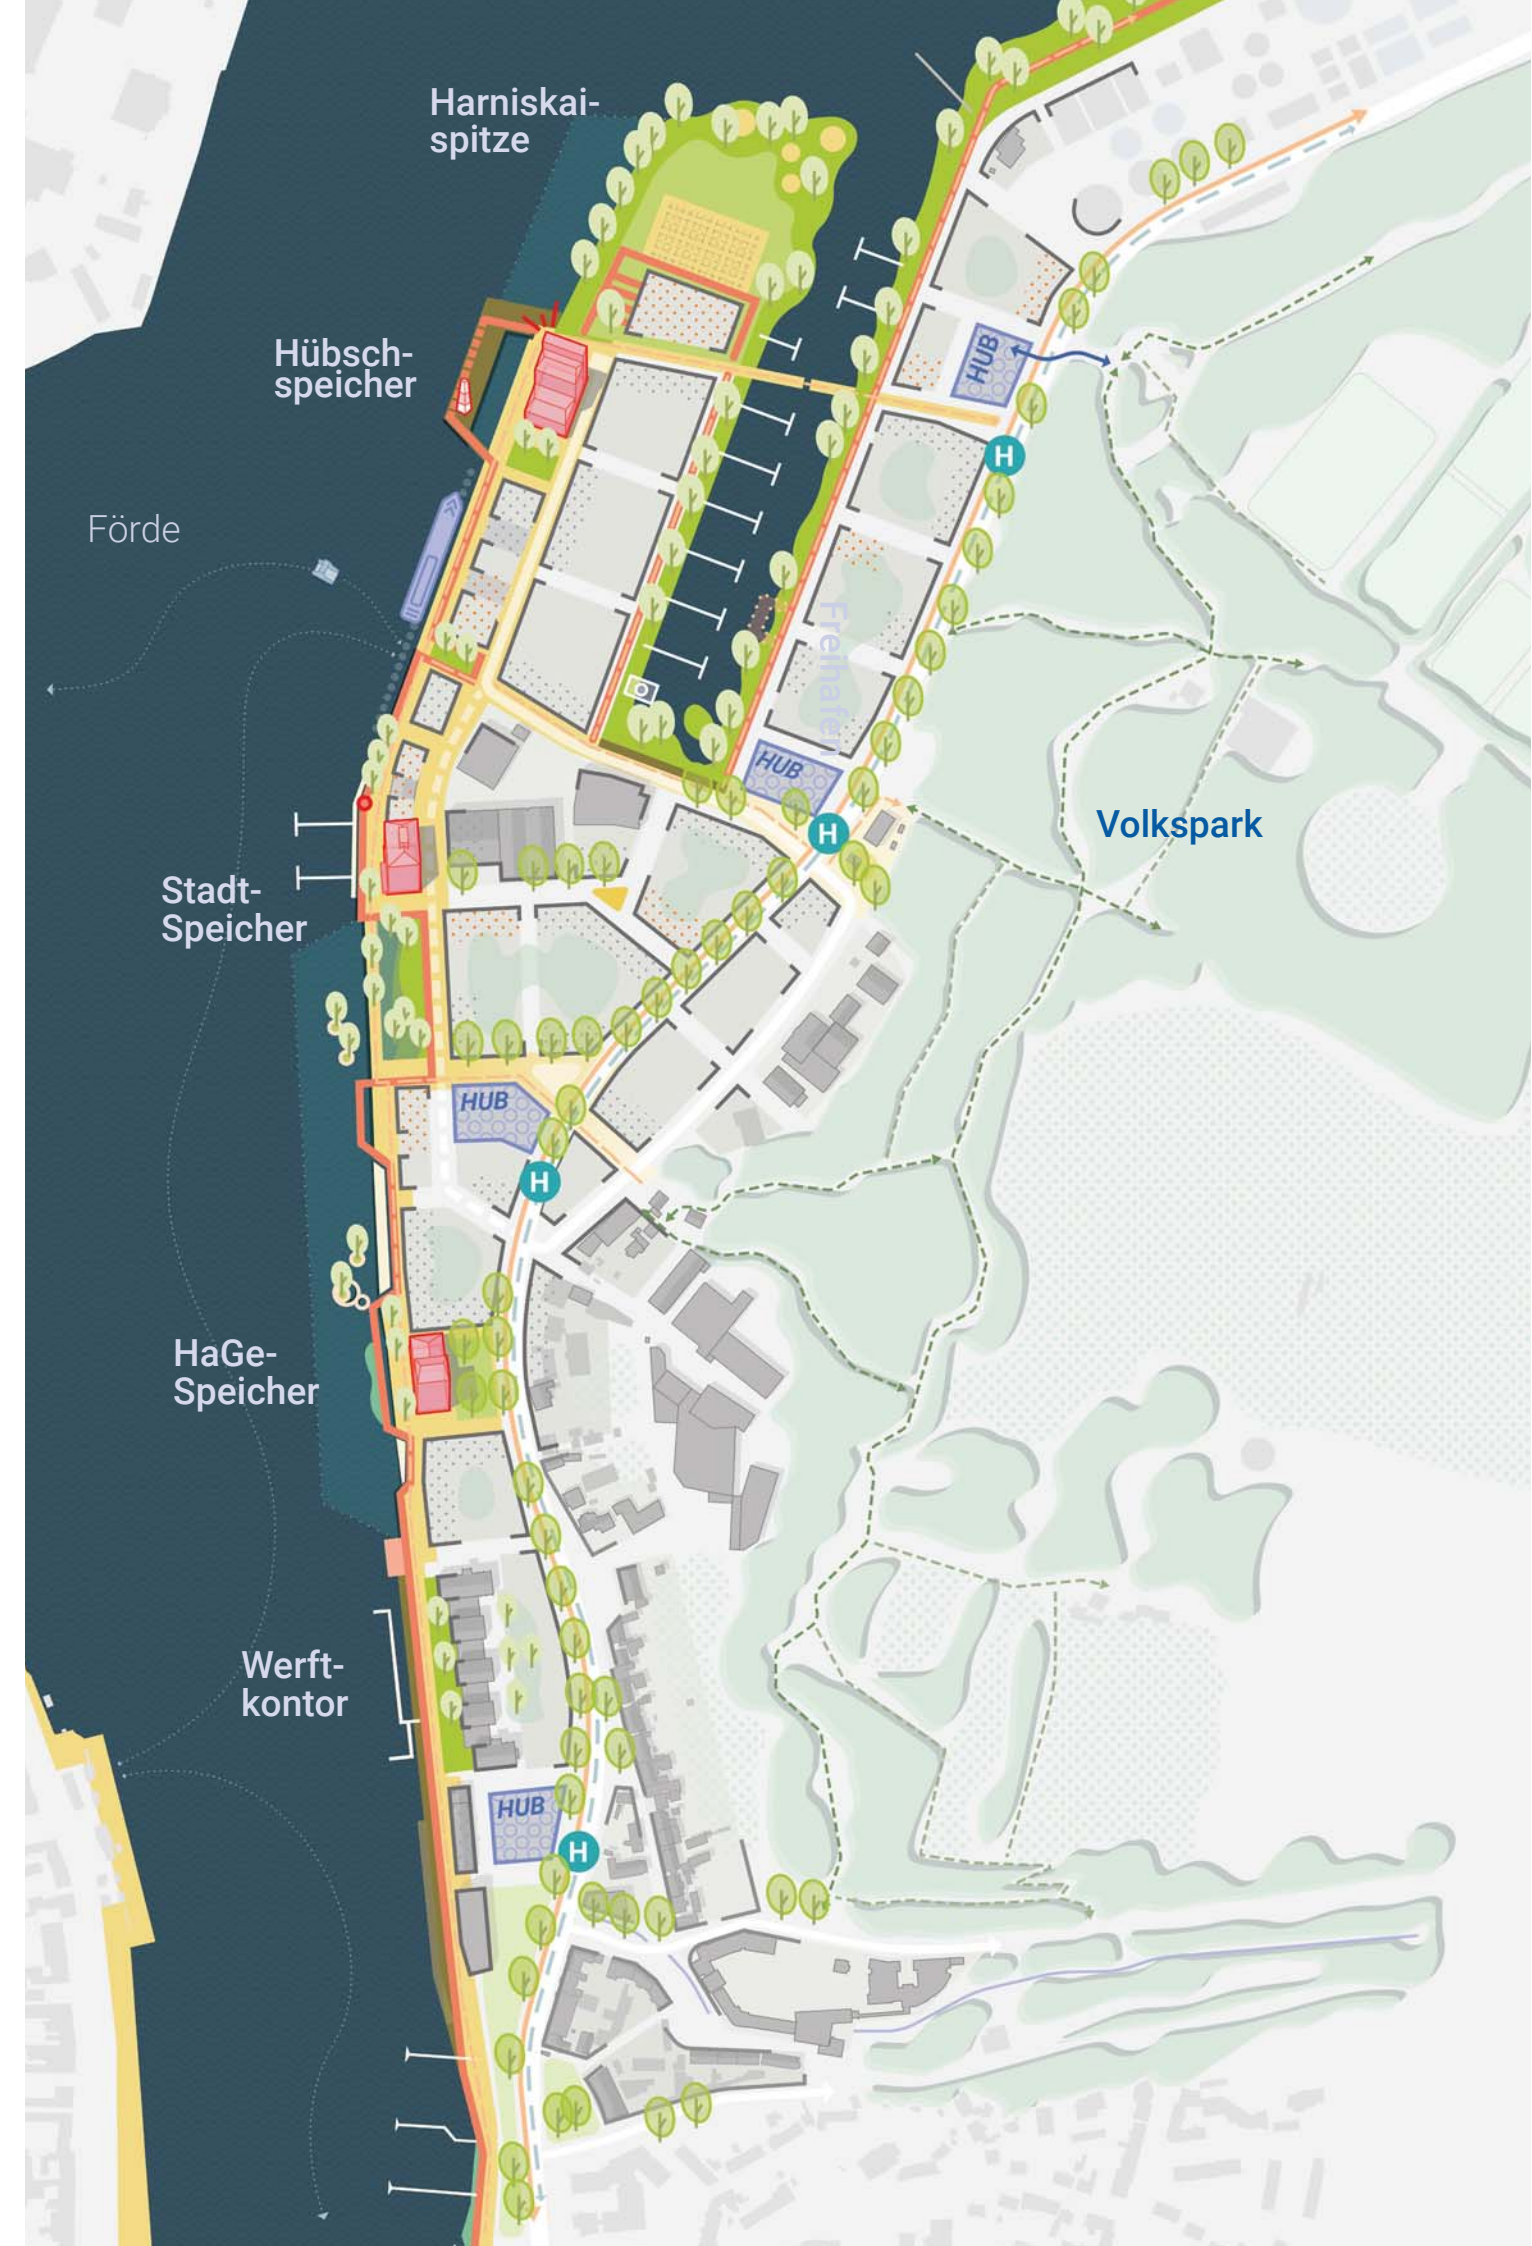 Harniskai-
spitze
Hübsch-
speicher
HUB
H
Förde
Freihafen
HUB
H
Volkspark
Stadt-
Speicher
HUB
H
HaGe-
Speicher
Werft-
kontor
HUB
H